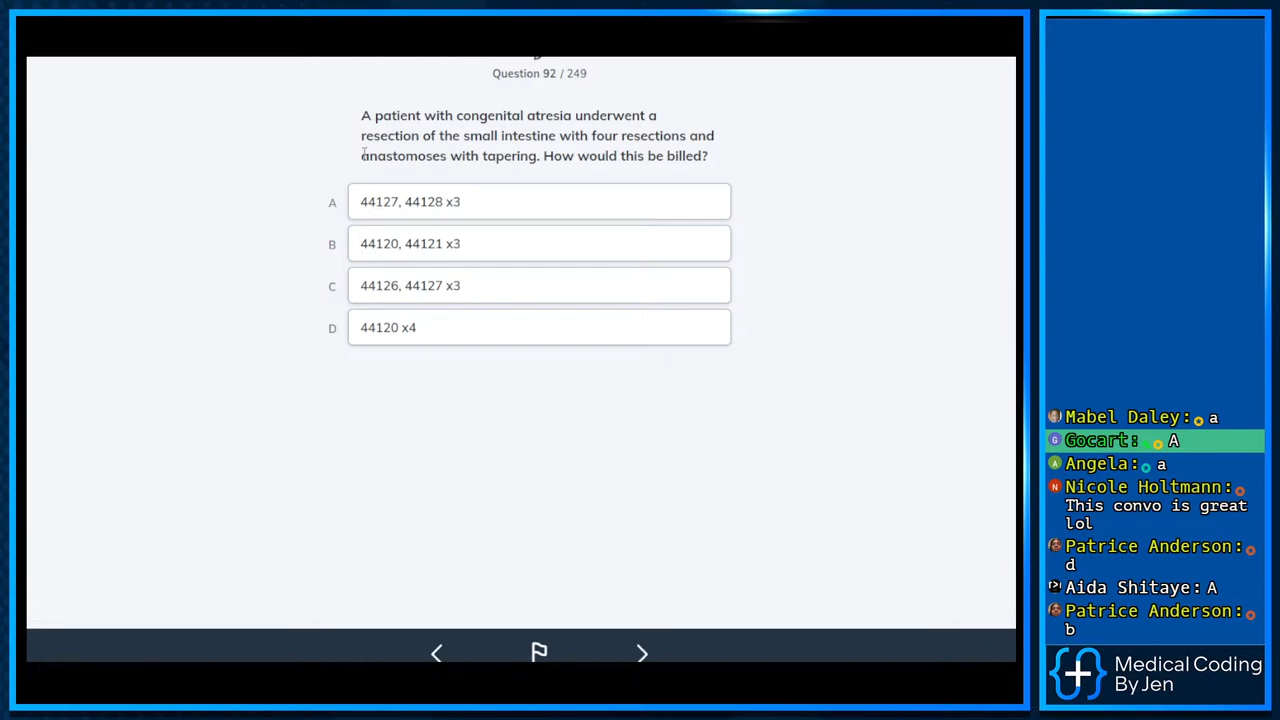 Question 92 / 249
A patient with congenital atresia underwent a
resection of the small intestine with four resections and
anastomoses with tapering. How would this be billed?
A 44127, 44128 x3
B 44120, 44121 x3
C 44126, 44127 x3
D 44120 x4
Mabel Daley: a
G Gocart: A
A Angela: a
N Nicole Holtmann:
This convo is great
lol
Patrice Anderson:
d
Aida Shitaye: A
Patrice Anderson:
b
Medical Coding
By Jen